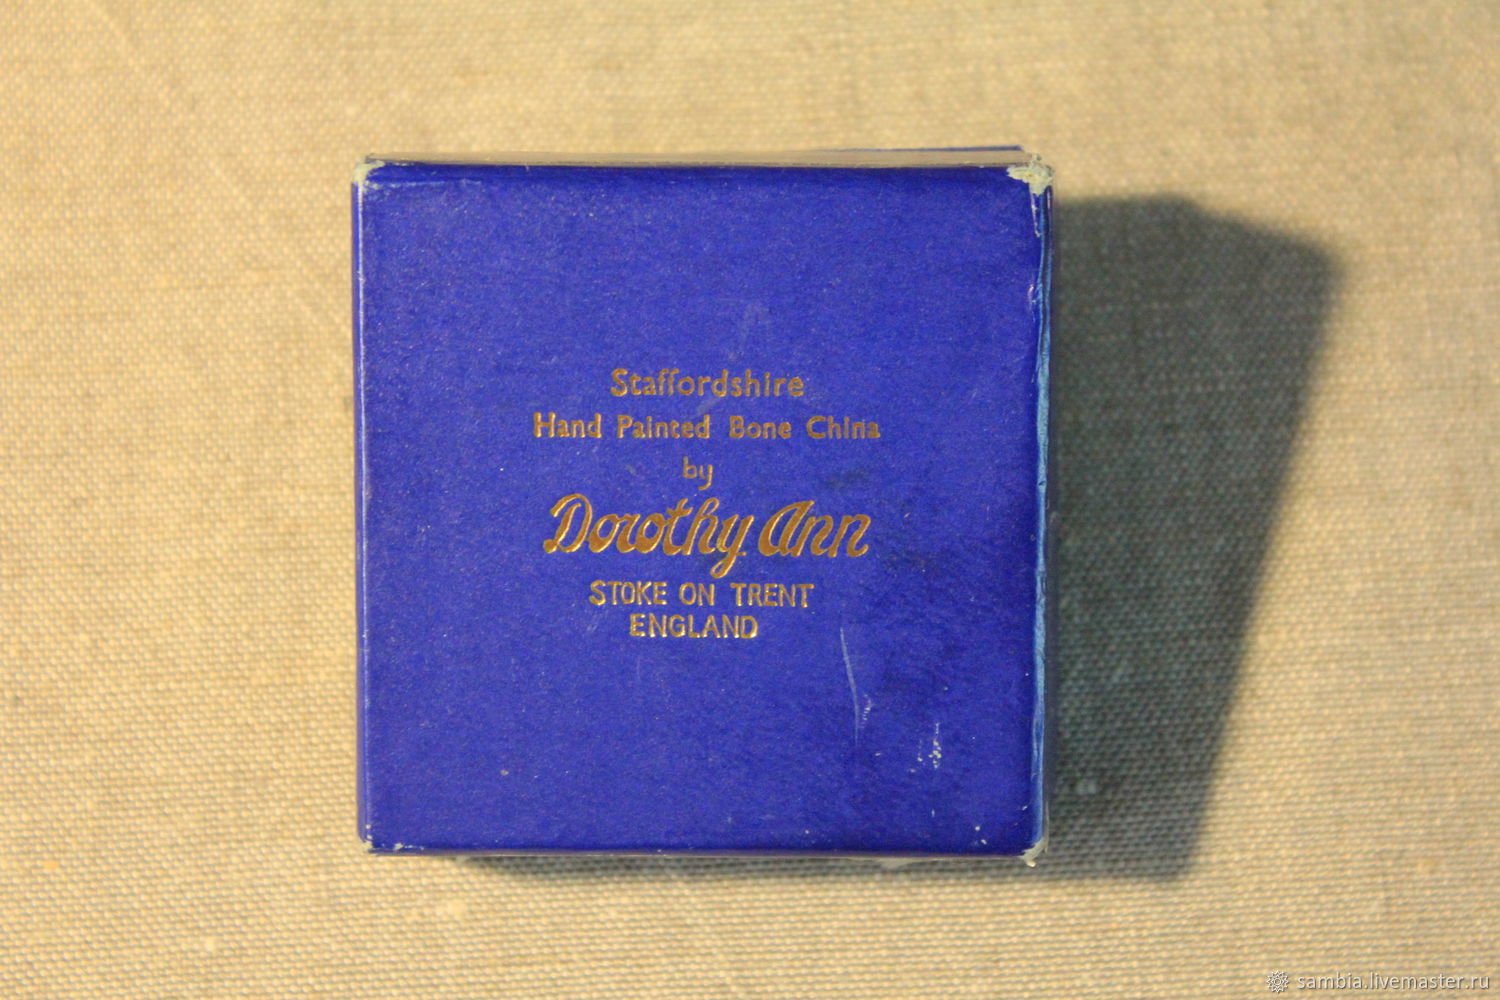 Staffordshire
Hand Painted Bone China
by
Dorothy Ann
STOKE ON TRENT
ENGLAND
sambia.livemaster.ru